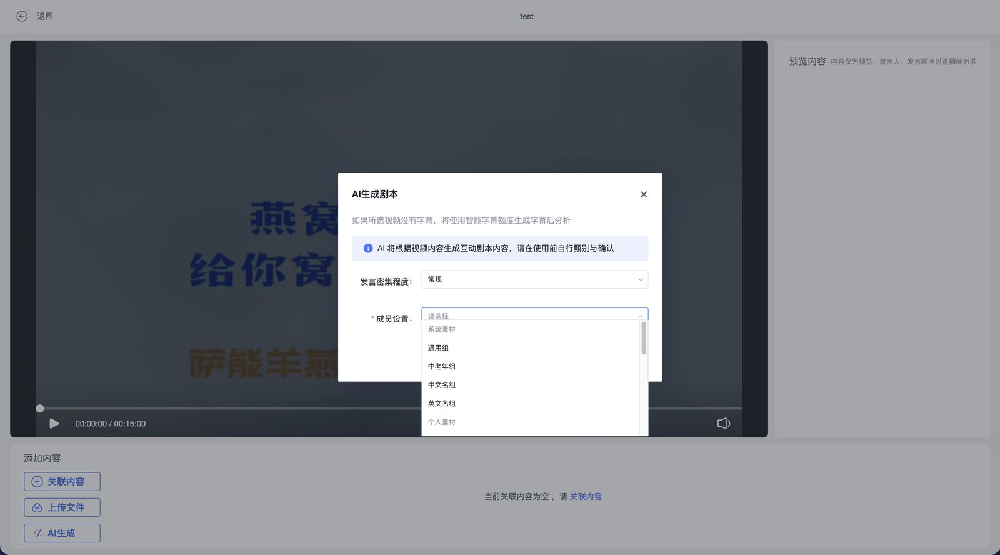 返回
test
预览内容 内容仅为预览，发言人、发言顺序以直播间为准
燕窝
给你窝
萨能羊燕
AI生成剧本
如果所选视频没有字幕，将使用智能字幕额度生成字幕后分析
AI 将根据视频内容生成互动剧本内容，请在使用前自行甄别与确认
发言密集程度： 常规
* 成员设置： 请选择
系统素材
通用组
中老年组
中文名组
英文名组
个人素材
00:00:00 / 00:15:00
添加内容
关联内容
上传文件
AI生成
当前关联内容为空 ，请 关联内容